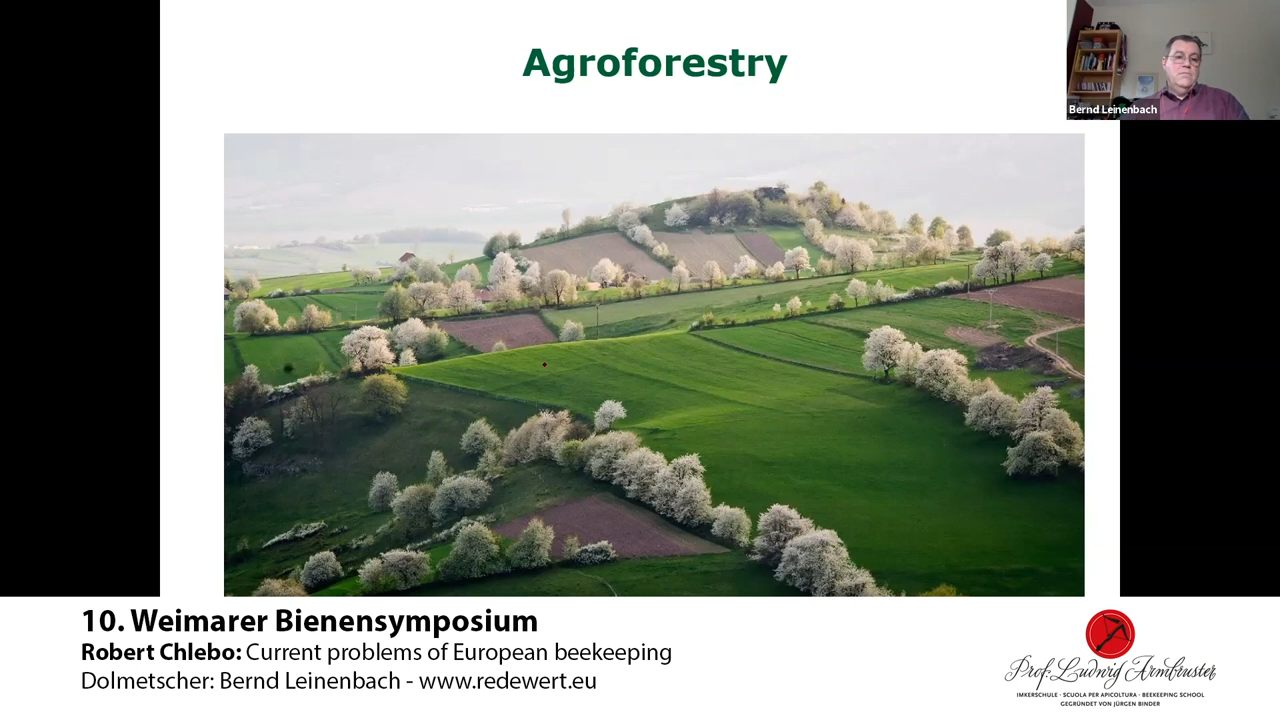 Agroforestry
Bernd Leinenbach
10. Weimarer Bienensymposium
Robert Chlebo: Current problems of European beekeeping
Dolmetscher: Bernd Leinenbach - www.redewert.eu
Prof. Ludwig Armbruster
IMKERSCHULE · SCUOLA PER APICOLTURA · BEEKEEPING SCHOOL
GEGRÜNDET VON JÜRGEN BINDER